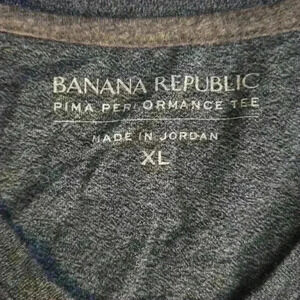 BANANA REPUBLIC
PIMA PERFORMANCE TEE
MADE IN JORDAN
XL